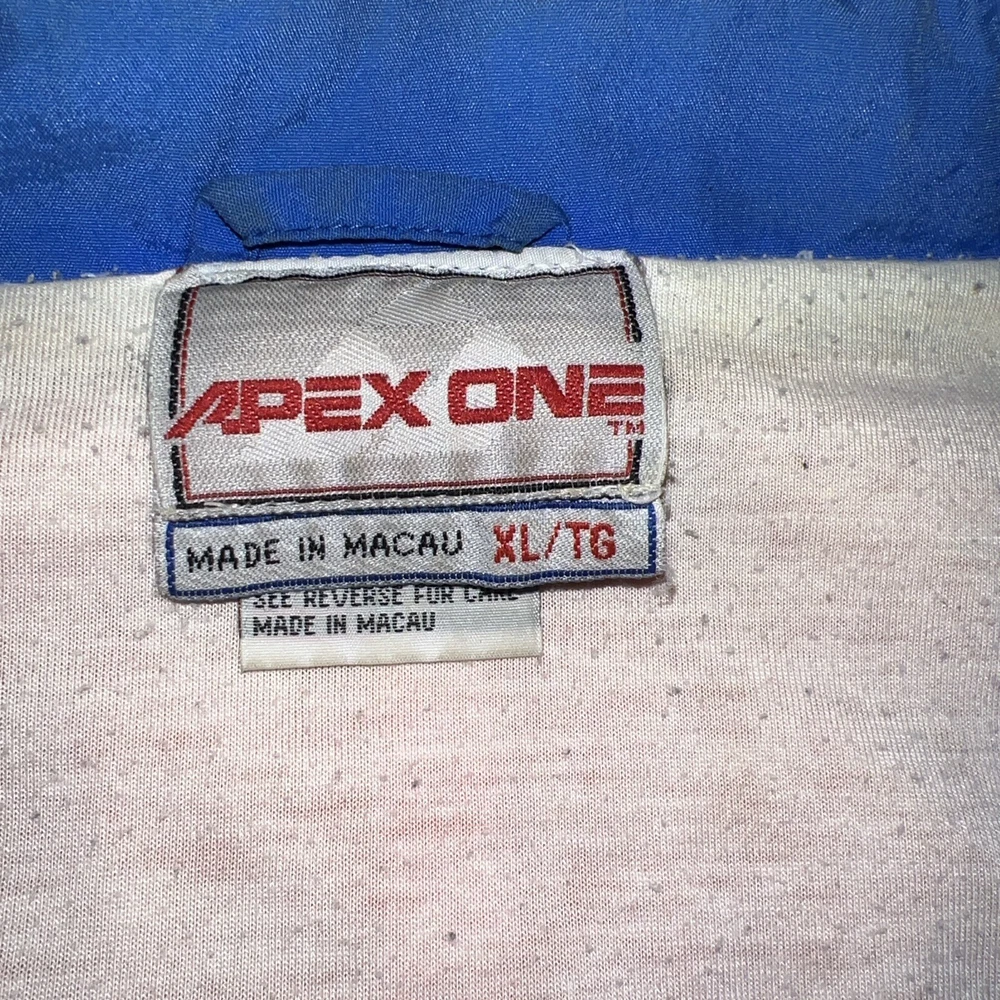 APEX ONE
TM
MADE IN MACAU XL/TG
SEE REVERSE FOR CARE
MADE IN MACAU